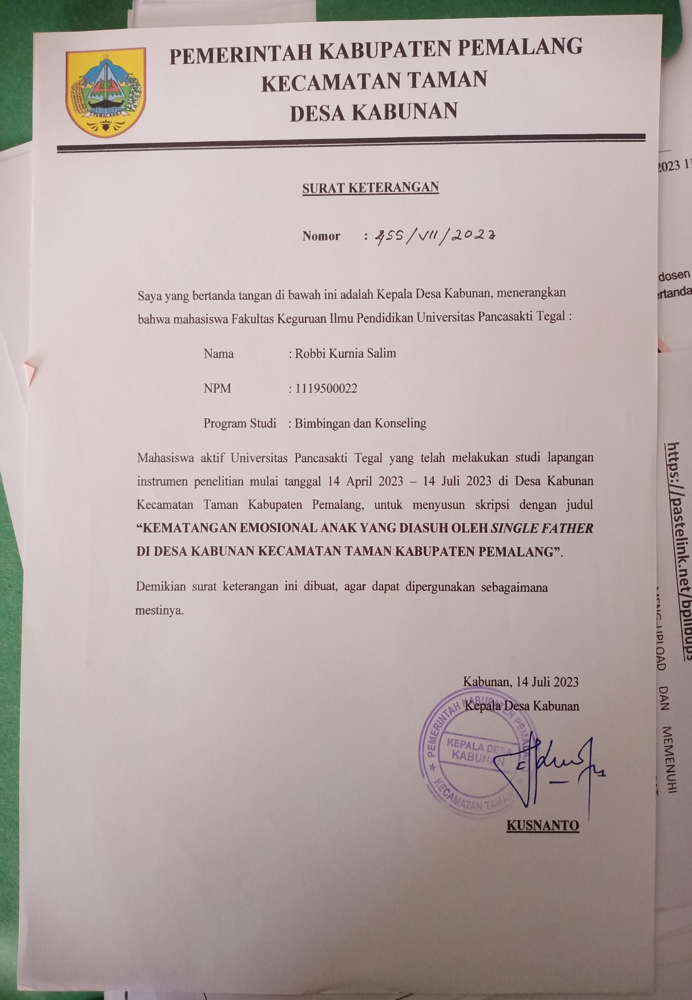 PEMERINTAH KABUPATEN PEMALANG
KECAMATAN TAMAN
DESA KABUNAN
PEMALANG
SURAT KETERANGAN
Nomor : 455/VII/2023
Saya yang bertanda tangan di bawah ini adalah Kepala Desa Kabunan, menerangkan
bahwa mahasiswa Fakultas Keguruan Ilmu Pendidikan Universitas Pancasakti Tegal :
Nama : Robbi Kurnia Salim
NPM : 1119500022
Program Studi : Bimbingan dan Konseling
Mahasiswa aktif Universitas Pancasakti Tegal yang telah melakukan studi lapangan
instrumen penelitian mulai tanggal 14 April 2023 – 14 Juli 2023 di Desa Kabunan
Kecamatan Taman Kabupaten Pemalang, untuk menyusun skripsi dengan judul
“KEMATANGAN EMOSIONAL ANAK YANG DIASUH OLEH SINGLE FATHER
DI DESA KABUNAN KECAMATAN TAMAN KABUPATEN PEMALANG”.
Demikian surat keterangan ini dibuat, agar dapat dipergunakan sebagaimana
mestinya.
Kabunan, 14 Juli 2023
Kepala Desa Kabunan
PEMERINTAH KABUPATEN PEMALANG
KEPALA DESA
KABUNAN
KECAMATAN TAMAN
KUSNANTO
2023 11
dosen
https://pastelink.net/bplibups
UPLOAD DAN MEMENUHI